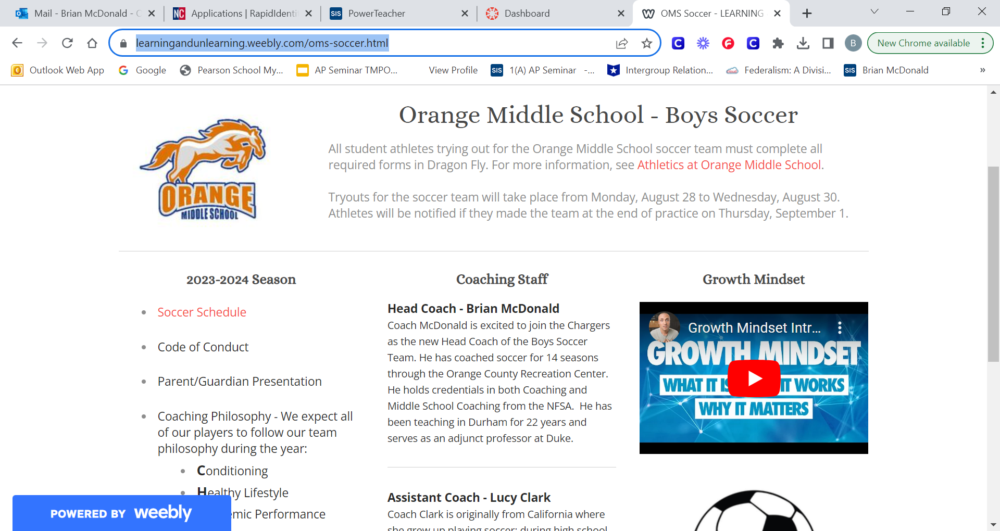 Mail - Brian McDonald - O
Applications | RapidIdenti
PowerTeacher
Dashboard
OMS Soccer - LEARNING
learningandunlearning.weebly.com/oms-soccer.html
B
New Chrome available
Outlook Web App
Google
Pearson School My...
AP Seminar TMPO...
View Profile
1(A) AP Seminar -...
Intergroup Relation...
Federalism: A Divisi...
Brian McDonald
»
Orange Middle School - Boys Soccer
ORANGE
MIDDLE SCHOOL
All student athletes trying out for the Orange Middle School soccer team must complete all
required forms in Dragon Fly. For more information, see Athletics at Orange Middle School.
Tryouts for the soccer team will take place from Monday, August 28 to Wednesday, August 30.
Athletes will be notified if they made the team at the end of practice on Thursday, September 1.
2023-2024 Season
Soccer Schedule
Code of Conduct
Parent/Guardian Presentation
Coaching Philosophy - We expect all
of our players to follow our team
philosophy during the year:
Conditioning
Healthy Lifestyle
emic Performance
POWERED BY weebly
Coaching Staff
Head Coach - Brian McDonald
Coach McDonald is excited to join the Chargers
as the new Head Coach of the Boys Soccer
Team. He has coached soccer for 14 seasons
through the Orange County Recreation Center.
He holds credentials in both Coaching and
Middle School Coaching from the NFSA.  He has
been teaching in Durham for 22 years and
serves as an adjunct professor at Duke.
Assistant Coach - Lucy Clark
Coach Clark is originally from California where
she grew up playing soccer; during high school
Growth Mindset
Growth Mindset Intr...
GROWTH MINDSET
WHAT IT IS IT WORKS
WHY IT MATTERS